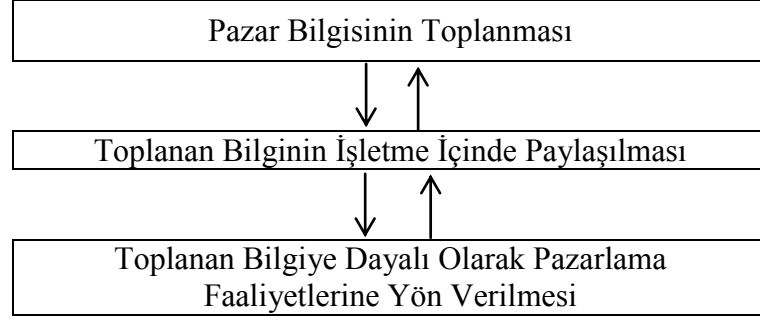 Pazar Bilgisinin Toplanması
Toplanan Bilginin İşletme İçinde Paylaşılması
Toplanan Bilgiye Dayalı Olarak Pazarlama
Faaliyetlerine Yön Verilmesi